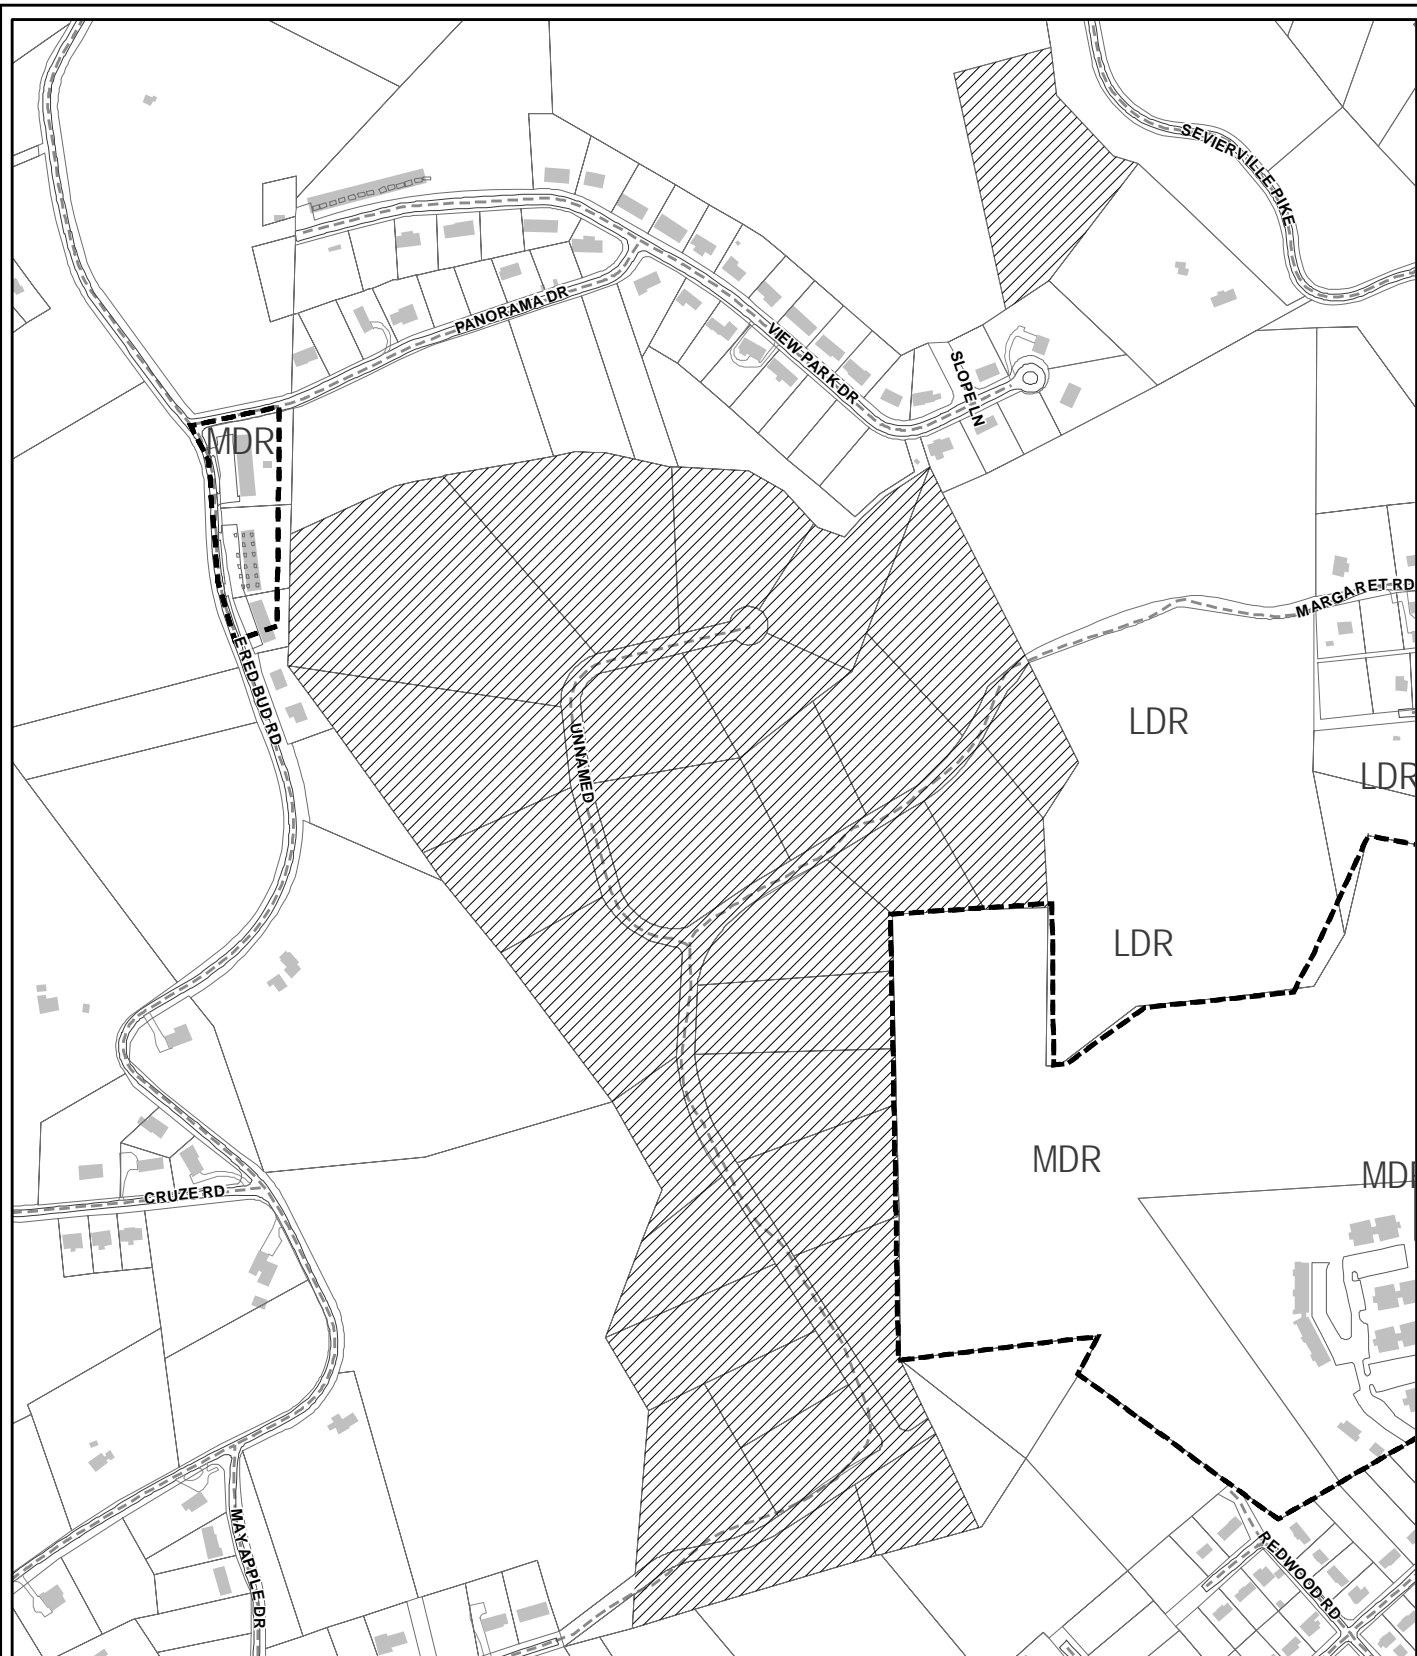 SEVIERVILLE PIKE
PANORAMA DR
VIEW PARK DR
SLOPE LN
MDR
MARGARET RD
E RED BUD RD
LDR
UNNAMED
LDR
LDR
MDR
MDR
CRUZE RD
MAY APPLE DR
REDWOOD RD